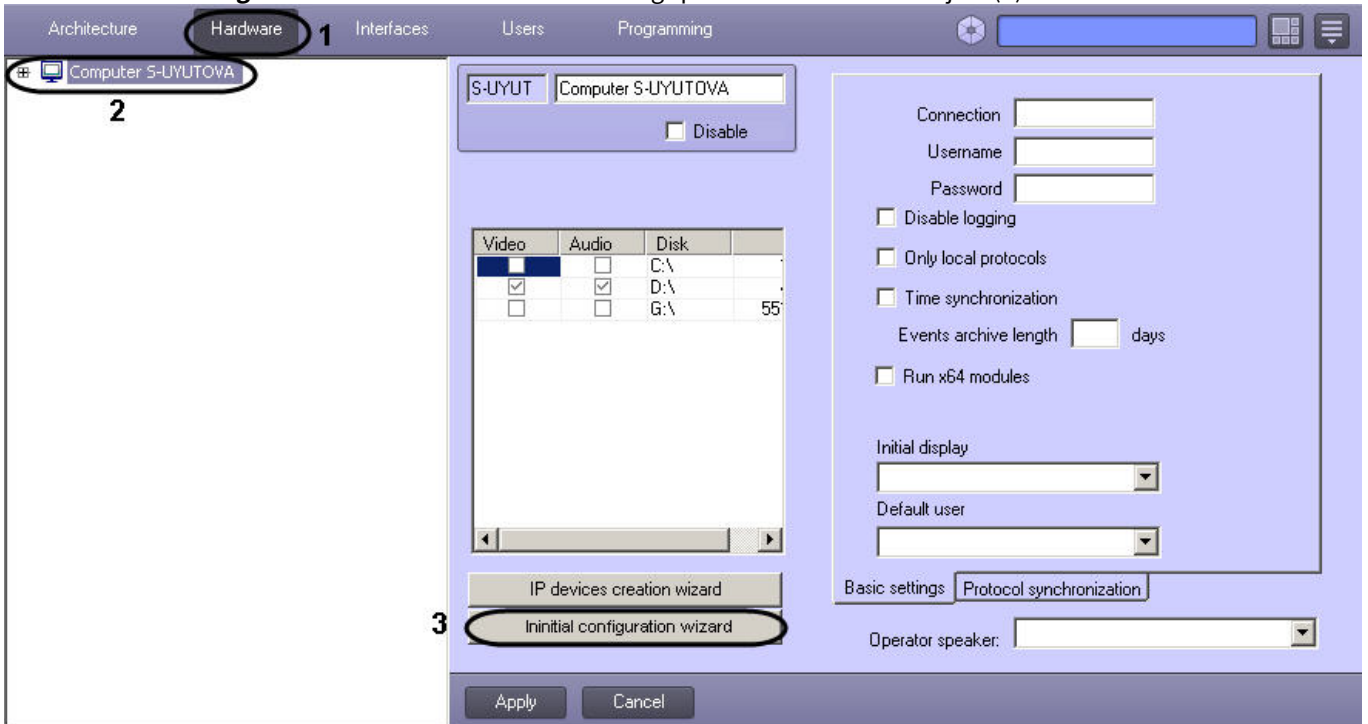 Architecture Hardware 1 Interfaces Users Programming
Computer S-UYUTOVA
2
S-UYUT Computer S-UYUTOVA
Disable
Video Audio Disk
C:\
D:\
G:\ 55
IP devices creation wizard
3 Ininitial configuration wizard
Connection
Username
Password
Disable logging
Only local protocols
Time synchronization
Events archive length days
Run x64 modules
Initial display
Default user
Basic settings Protocol synchronization
Operator speaker:
Apply Cancel